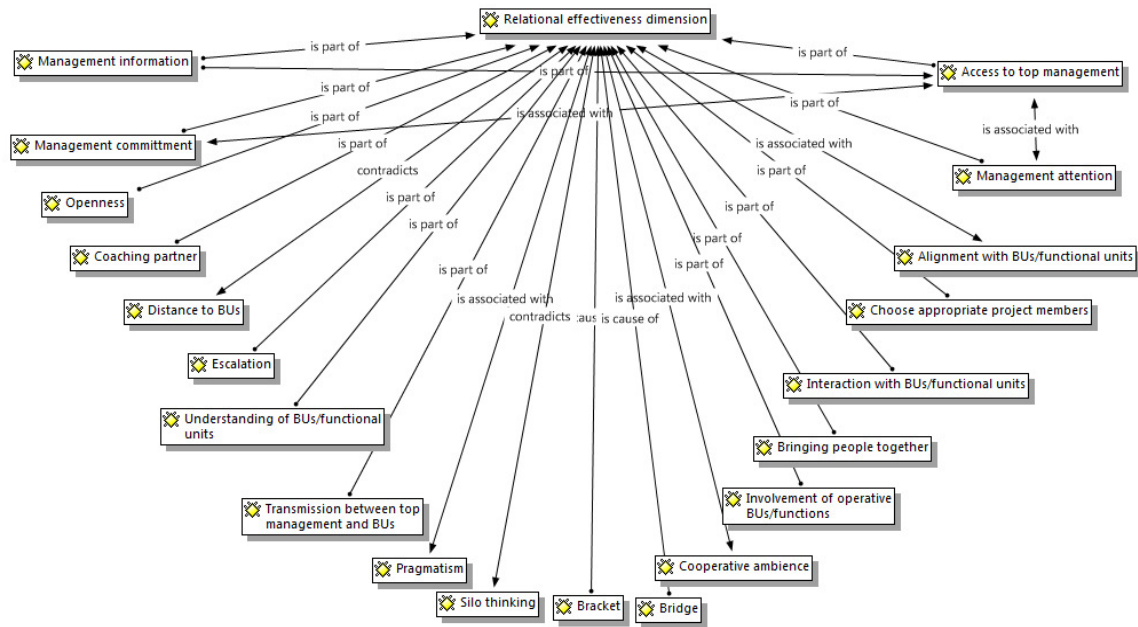 Relational effectiveness dimension
is part of
is part of
Management information
is part of
Access to top management
is part of
is part of
is associated with
is part of
is associated with
Management committment
is part of
is associated with
contradicts
is part of
Management attention
Openness
is part of
is part of
is part of
is part of
Coaching partner
Alignment with BUs/functional units
is part of
is part of
is associated with
is associated with
Distance to BUs
Choose appropriate project members
contradicts
is cause of
Escalation
Interaction with BUs/functional units
Understanding of BUs/functional
units
Bringing people together
Involvement of operative
BUs/functions
Transmission between top
management and BUs
Pragmatism
Cooperative ambience
Silo thinking
Bracket
Bridge